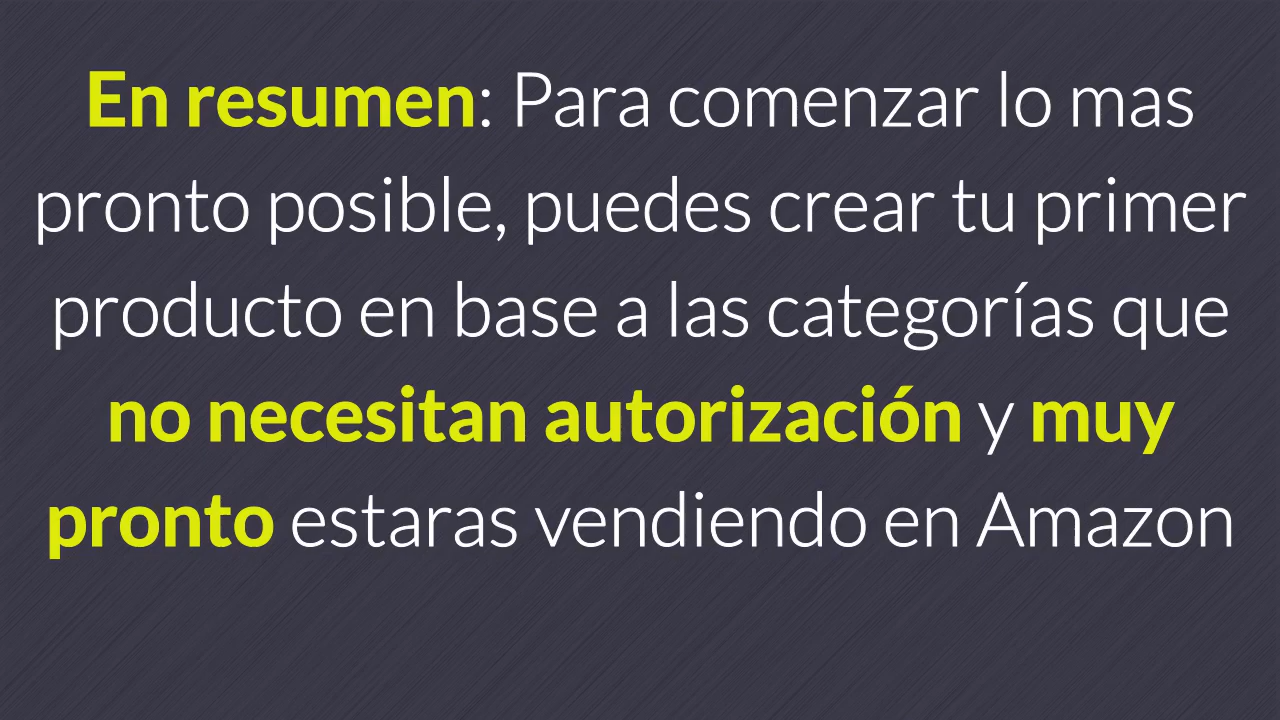 En resumen: Para comenzar lo mas
pronto posible, puedes crear tu primer
producto en base a las categorías que
no necesitan autorización y muy
pronto estaras vendiendo en Amazon